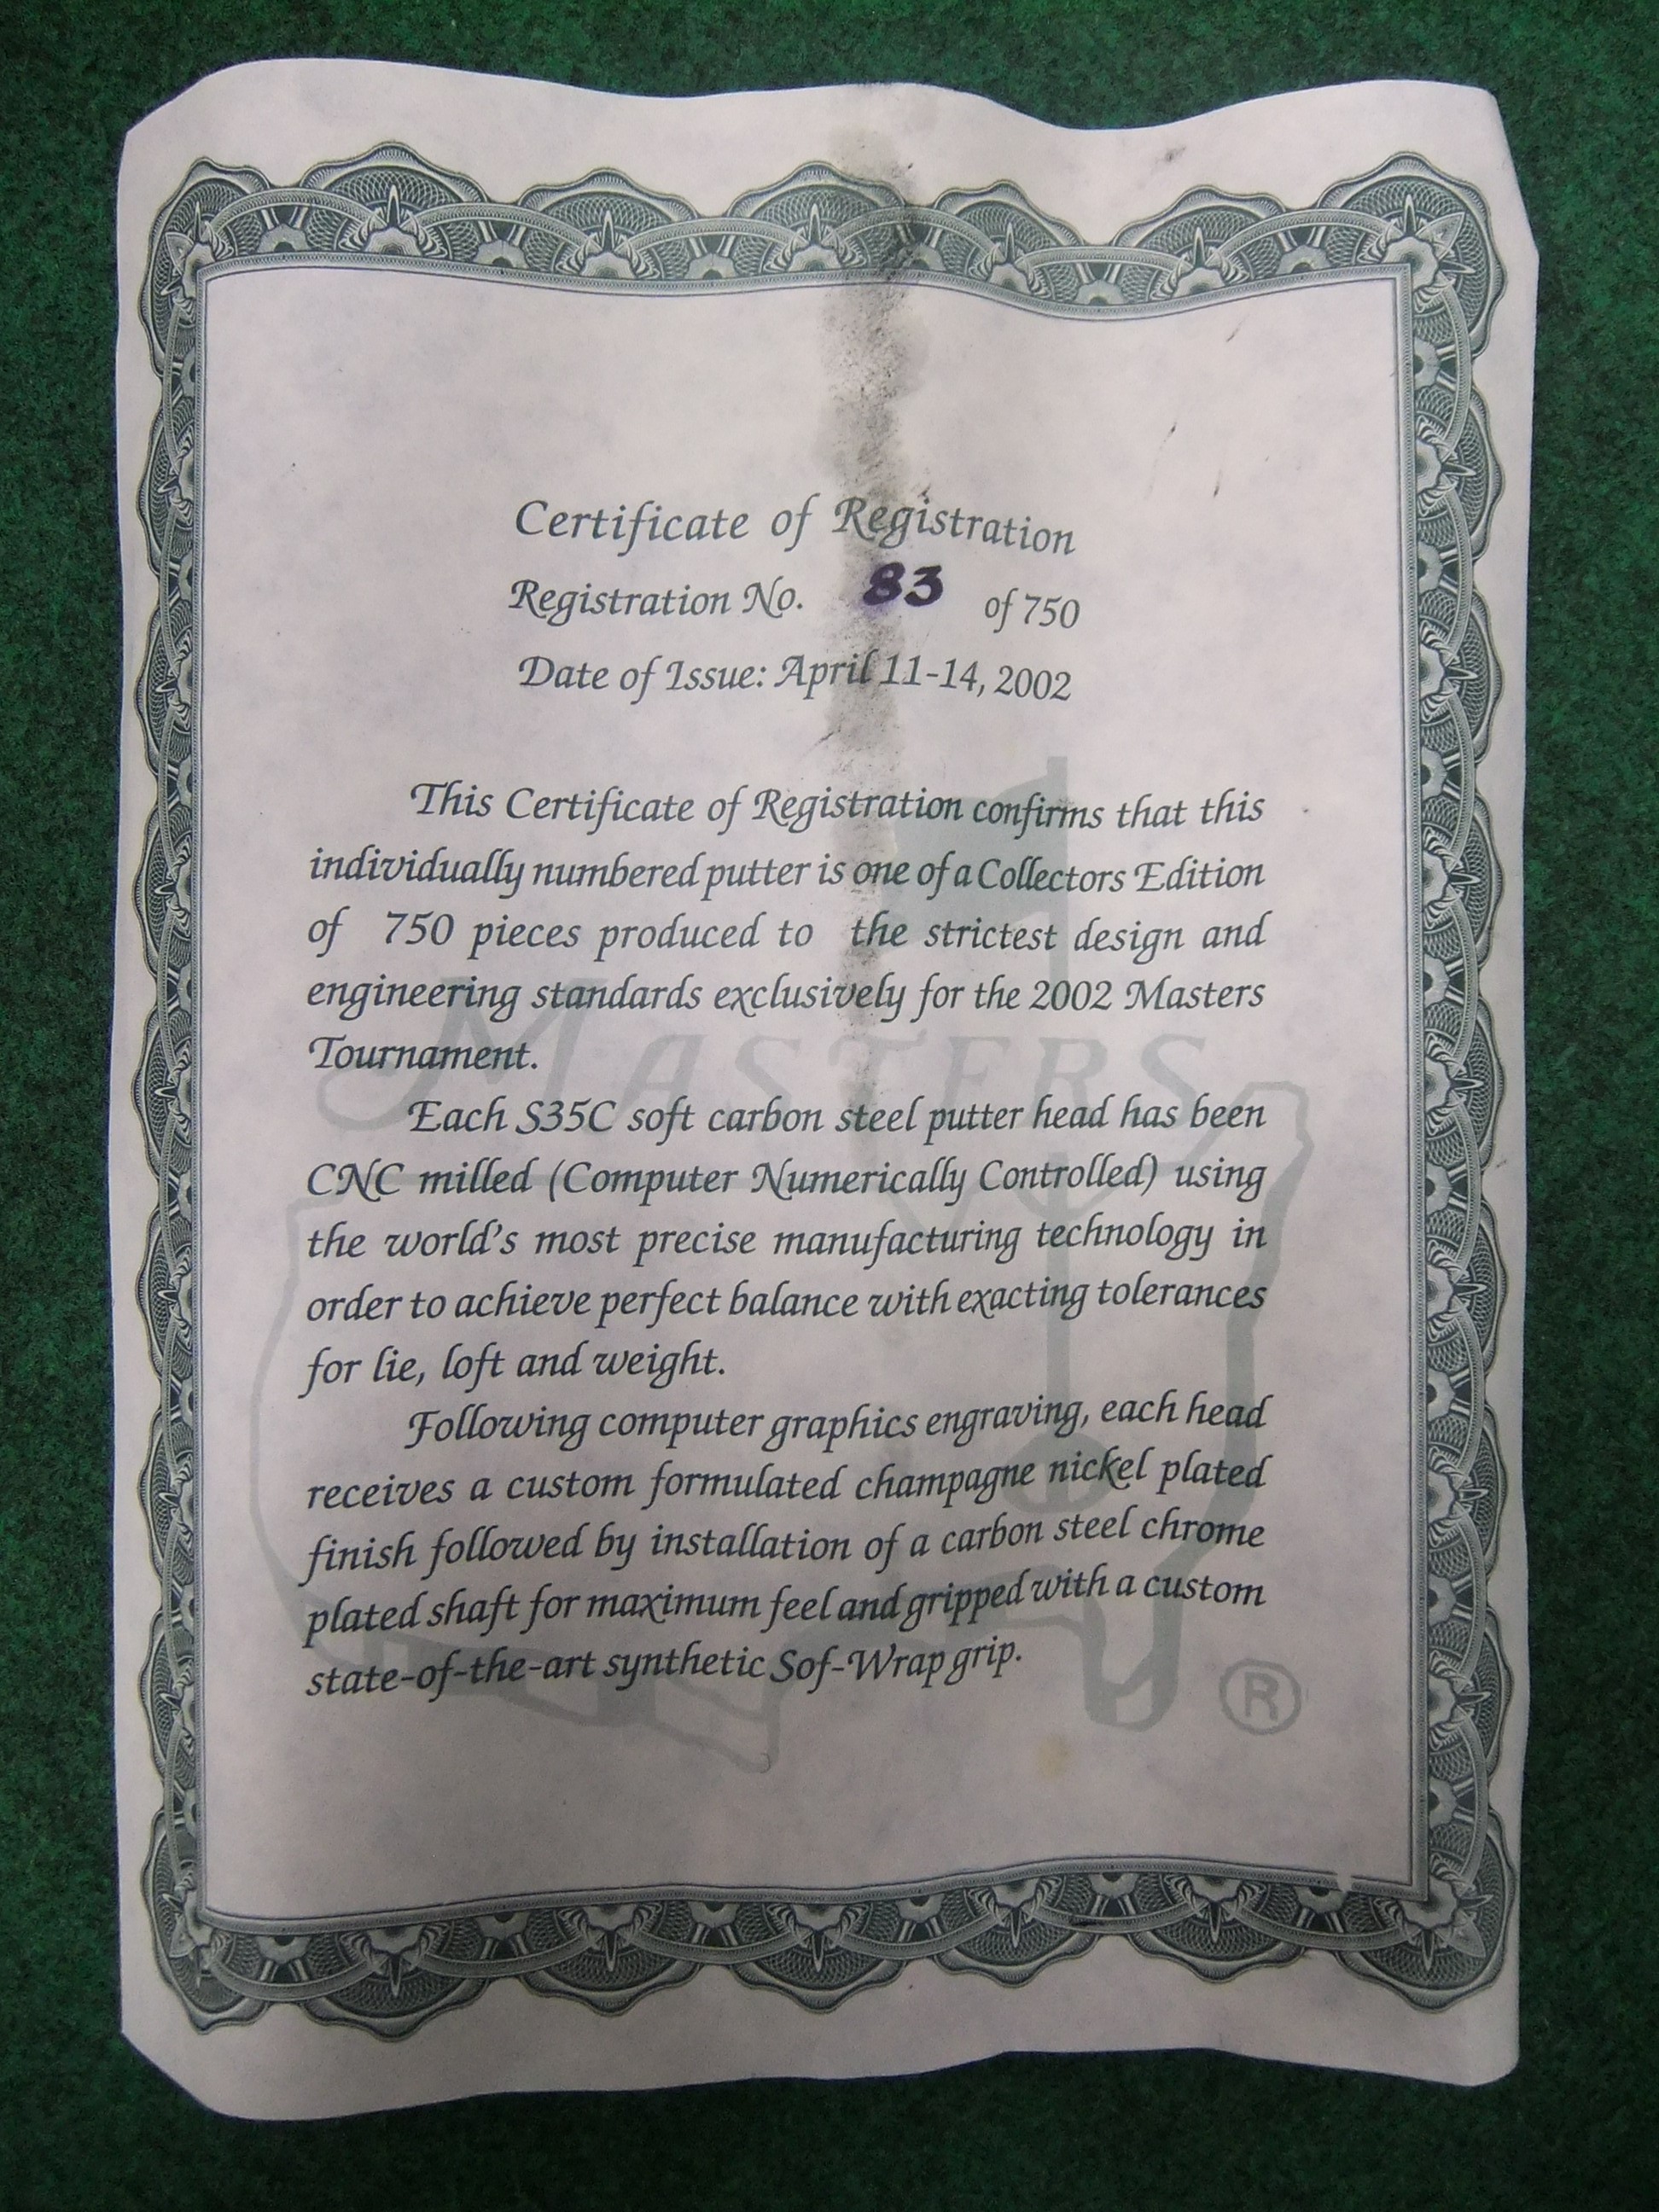 Certificate of Registration
Registration No. 83 of 750
Date of Issue: April 11-14, 2002
This Certificate of Registration confirms that this
individually numbered putter is one of a Collectors Edition
of 750 pieces produced to the strictest design and
engineering standards exclusively for the 2002 Masters
Tournament.
MASTERS
Each S35C soft carbon steel putter head has been
CNC milled (Computer Numerically Controlled) using
the world's most precise manufacturing technology in
order to achieve perfect balance with exacting tolerances
for lie, loft and weight.
Following computer graphics engraving, each head
receives a custom formulated champagne nickel plated
finish followed by installation of a carbon steel chrome
plated shaft for maximum feel and gripped with a custom
state-of-the-art synthetic Sof-Wrap grip.
®